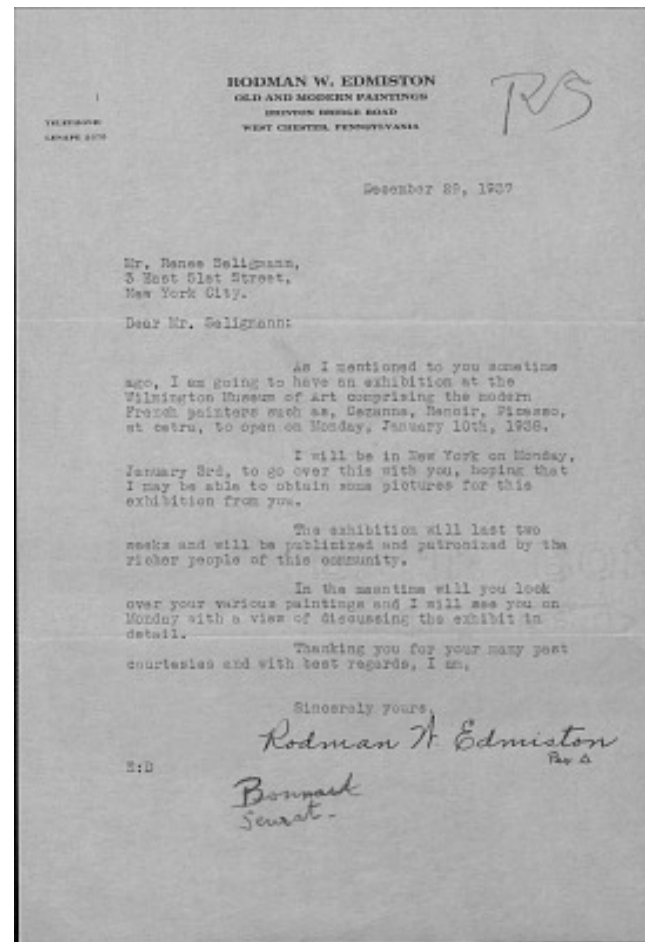 RODMAN W. EDMISTON
OLD AND MODERN PAINTINGS
BRINTON BRIDGE ROAD
WEST CHESTER, PENNSYLVANIA
TELEPHONE
LENAPE
RS
December 29, 1937
Mr. Renee Seligmann,
3 East 51st Street,
New York City.
Dear Mr. Seligmann:
As I mentioned to you sometime
ago, I am going to have an exhibition at the
Wilmington Museum of Art comprising the modern
French painters such as, Cezanne, Renoir, Picasso,
et cetra, to open on Monday, January 10th, 1938.
I will be in New York on Monday,
January 3rd, to go over this with you, hoping that
I may be able to obtain some pictures for this
exhibition from you.
The exhibition will last two
weeks and will be publicized and patronized by the
richer people of this community.
In the meantime will you look
over your various paintings and I will see you on
Monday with a view of discussing the exhibit in
detail.
Thanking you for your many past
courtesies and with best regards, I am,
Sincerely yours,
Rodman W. Edmiston
Per D
E:D
Bonnard
Seurat-